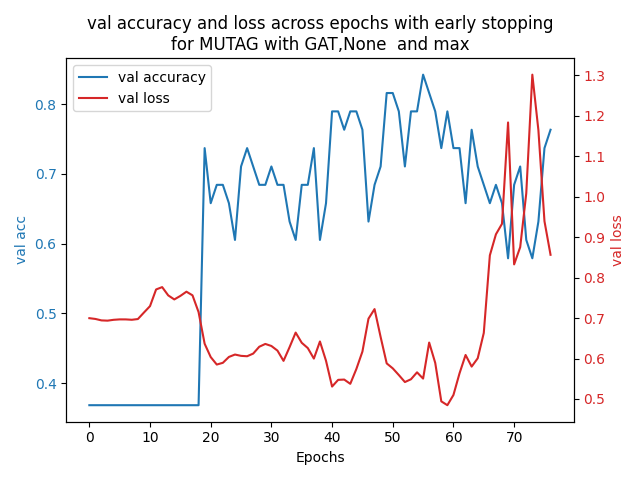 val accuracy and loss across epochs with early stopping
for MUTAG with GAT,None  and max
val accuracy
val loss
0.8
0.7
0.6
0.5
0.4
val acc
1.3
1.2
1.1
1.0
0.9
0.8
0.7
0.6
0.5
val loss
0 10 20 30 40 50 60 70
Epochs